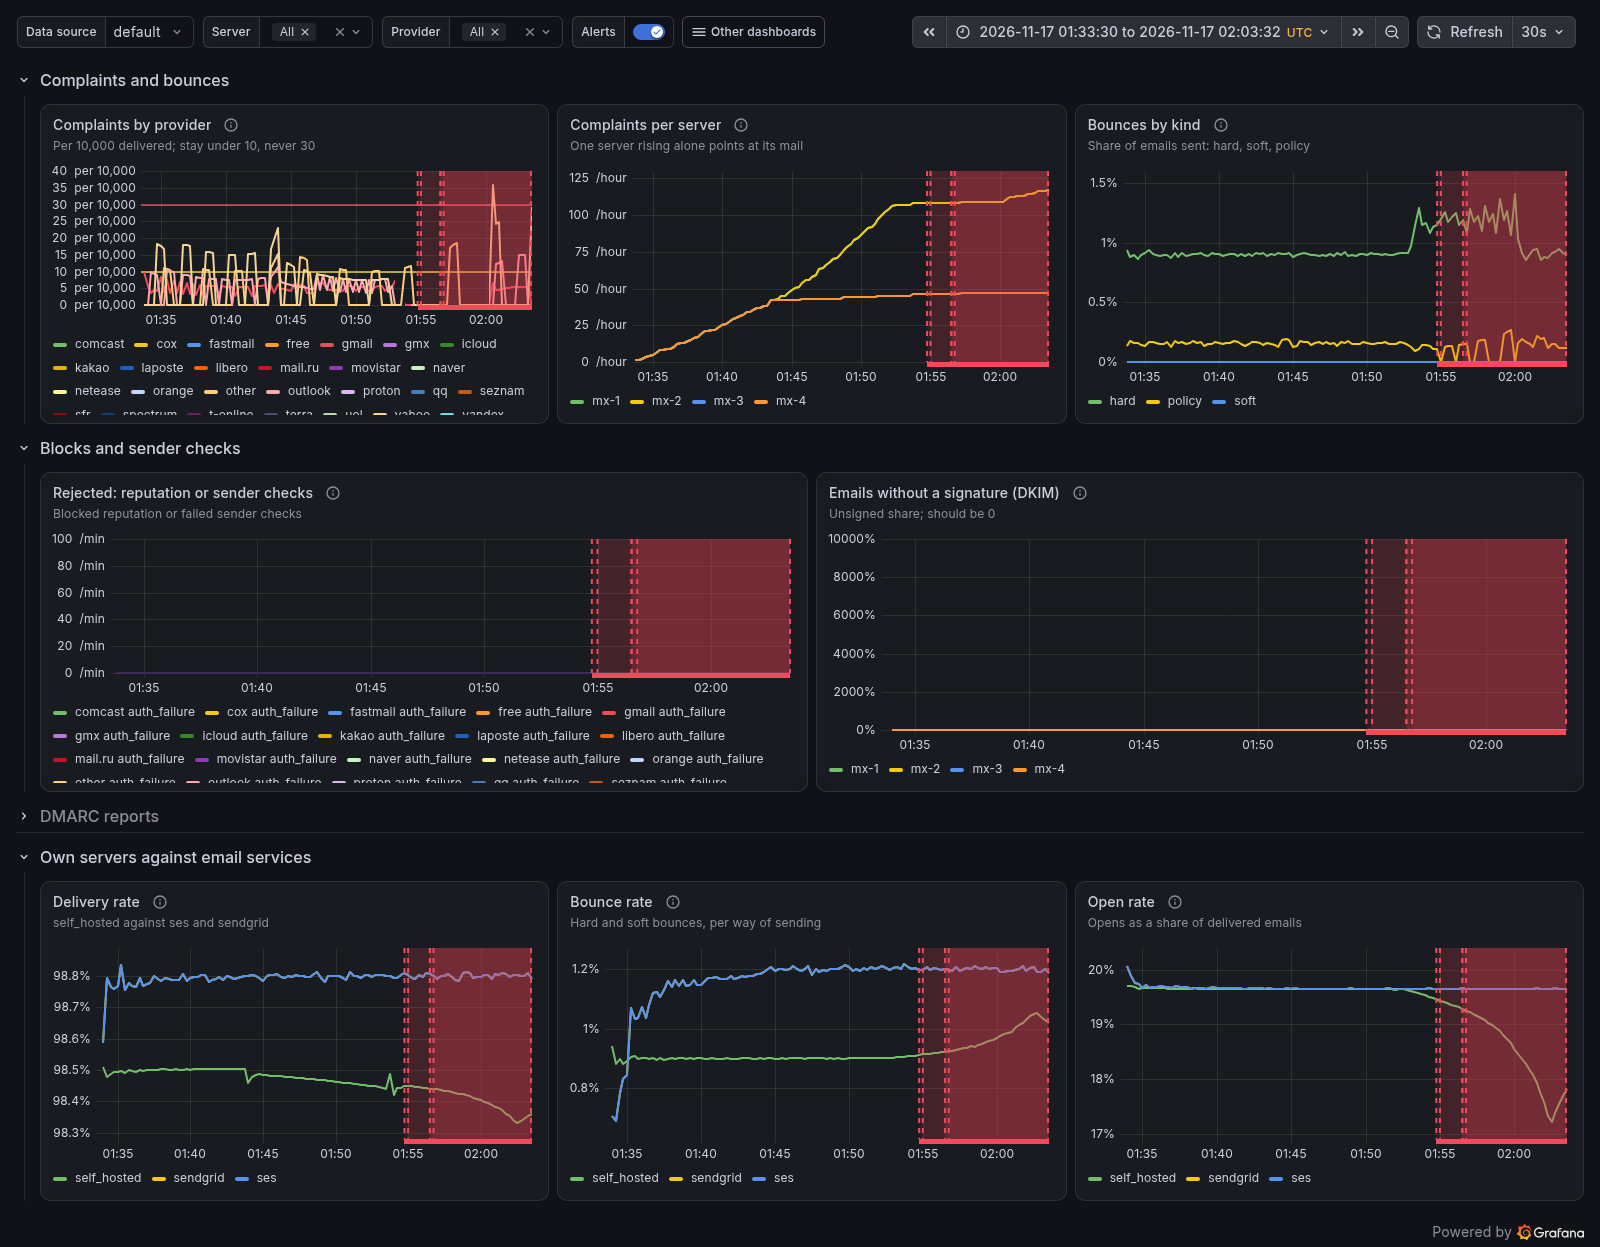 Data source default Server All Provider All Alerts Other dashboards 2026-11-17 01:33:30 to 2026-11-17 02:03:32 UTC Refresh 30s
Complaints and bounces
Complaints by provider
Per 10,000 delivered; stay under 10, never 30
40 per 10,000
35 per 10,000
30 per 10,000
25 per 10,000
20 per 10,000
15 per 10,000
10 per 10,000
5 per 10,000
0 per 10,000
01:35 01:40 01:45 01:50 01:55 02:00
comcast cox fastmail free gmail gmx icloud
kakao laposte libero mail.ru movistar naver
netease orange other outlook proton qq seznam
sfr spectrum t-online terra uol yahoo yandex
Complaints per server
One server rising alone points at its mail
125 /hour
100 /hour
75 /hour
50 /hour
25 /hour
0 /hour
01:35 01:40 01:45 01:50 01:55 02:00
mx-1 mx-2 mx-3 mx-4
Bounces by kind
Share of emails sent: hard, soft, policy
1.5%
1%
0.5%
0%
01:35 01:40 01:45 01:50 01:55 02:00
hard policy soft
Blocks and sender checks
Rejected: reputation or sender checks
Blocked reputation or failed sender checks
100 /min
80 /min
60 /min
40 /min
20 /min
0 /min
01:35 01:40 01:45 01:50 01:55 02:00
comcast auth_failure cox auth_failure fastmail auth_failure free auth_failure gmail auth_failure
gmx auth_failure icloud auth_failure kakao auth_failure laposte auth_failure libero auth_failure
mail.ru auth_failure movistar auth_failure naver auth_failure netease auth_failure orange auth_failure
other auth_failure outlook auth_failure proton auth_failure qq auth_failure seznam auth_failure
Emails without a signature (DKIM)
Unsigned share; should be 0
10000%
8000%
6000%
4000%
2000%
0%
01:35 01:40 01:45 01:50 01:55 02:00
mx-1 mx-2 mx-3 mx-4
DMARC reports
Own servers against email services
Delivery rate
self_hosted against ses and sendgrid
98.8%
98.7%
98.6%
98.5%
98.4%
98.3%
01:35 01:40 01:45 01:50 01:55 02:00
self_hosted sendgrid ses
Bounce rate
Hard and soft bounces, per way of sending
1.2%
1%
0.8%
01:35 01:40 01:45 01:50 01:55 02:00
self_hosted sendgrid ses
Open rate
Opens as a share of delivered emails
20%
19%
18%
17%
01:35 01:40 01:45 01:50 01:55 02:00
self_hosted sendgrid ses
Powered by Grafana